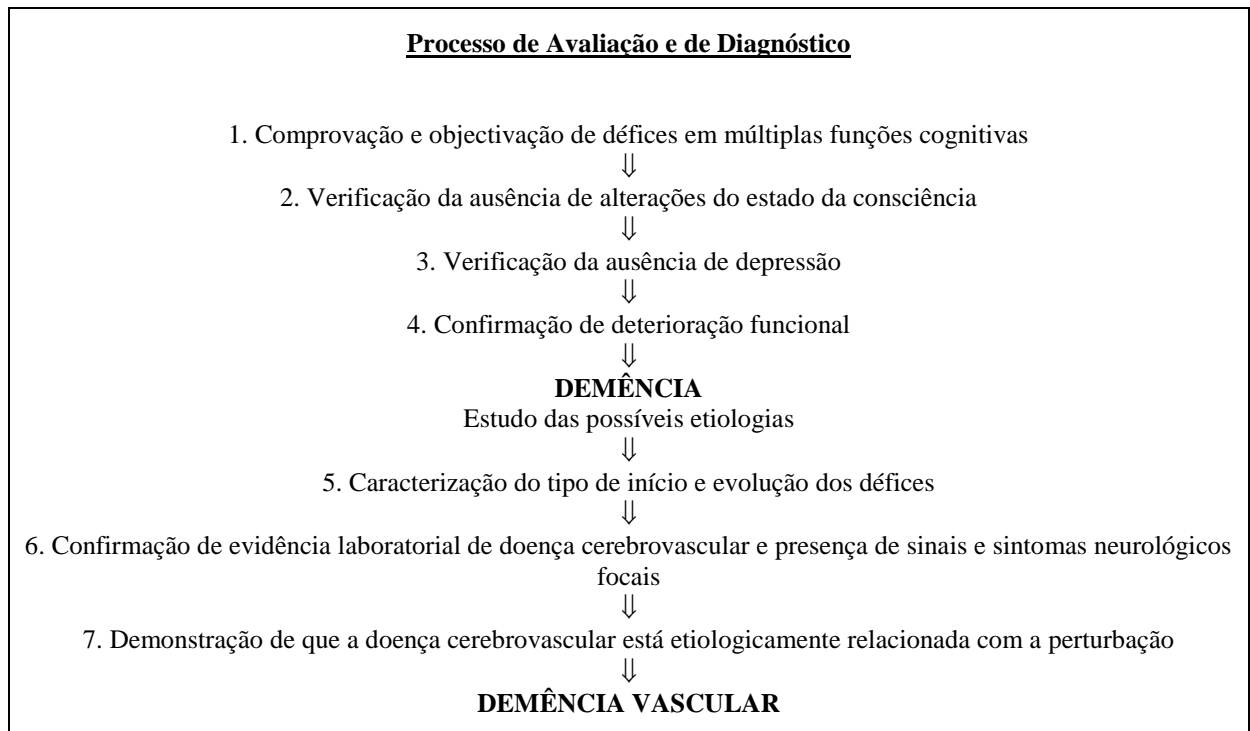 Processo de Avaliação e de Diagnóstico
1. Comprovação e objectivação de défices em múltiplas funções cognitivas
⇓
2. Verificação da ausência de alterações do estado da consciência
⇓
3. Verificação da ausência de depressão
⇓
4. Confirmação de deterioração funcional
⇓
DEMÊNCIA
Estudo das possíveis etiologias
⇓
5. Caracterização do tipo de início e evolução dos défices
⇓
6. Confirmação de evidência laboratorial de doença cerebrovascular e presença de sinais e sintomas neurológicos
focais
⇓
7. Demonstração de que a doença cerebrovascular está etiologicamente relacionada com a perturbação
⇓
DEMÊNCIA VASCULAR